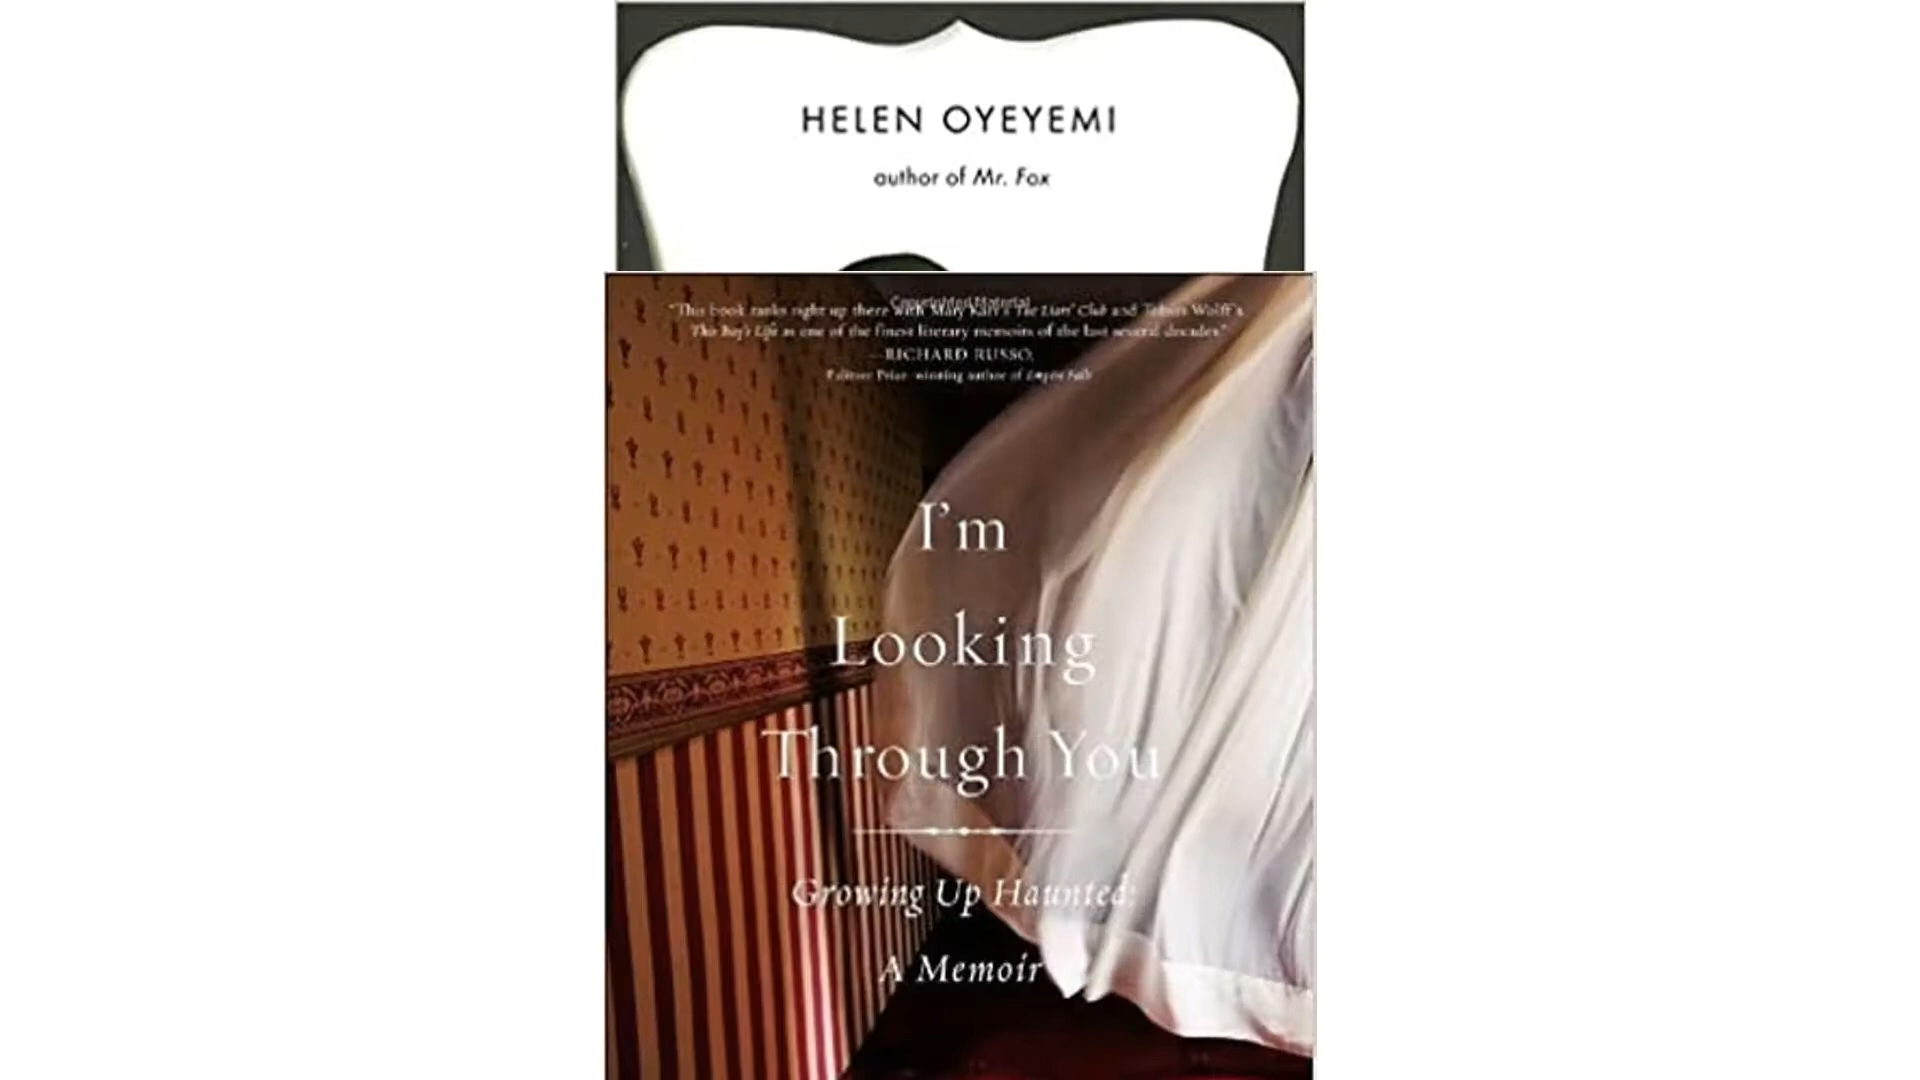 HELEN OYEYEMI
author of Mr. Fox
Copyrighted Material
"This book ranks right up there with Mary Karr's The Liars' Club and Tobias Wolff's
This Boy's Life as one of the finest literary memoirs of the last several decades."
—RICHARD RUSSO,
Pulitzer Prize–winning author of Empire Falls
I'm
Looking
Through You
Growing Up Haunted:
A Memoir